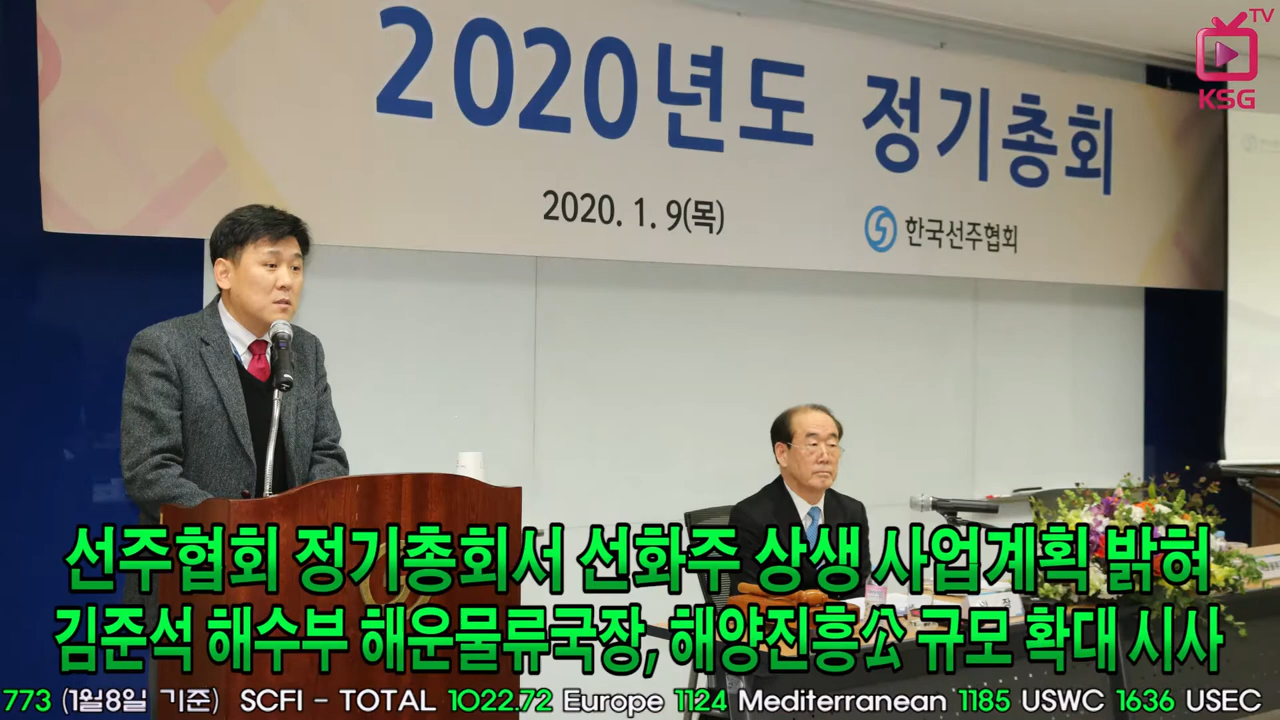 TV
KSG
2020년도 정기총회
2020. 1. 9(목)
한국선주협회
선주협회 정기총회서 선화주 상생 사업계획 밝혀
김준석 해수부 해운물류국장, 해양진흥公 규모 확대 시사
773 (1월8일 기준) SCFI - TOTAL 1022.72 Europe 1124 Mediterranean 1185 USWC 1636 USEC